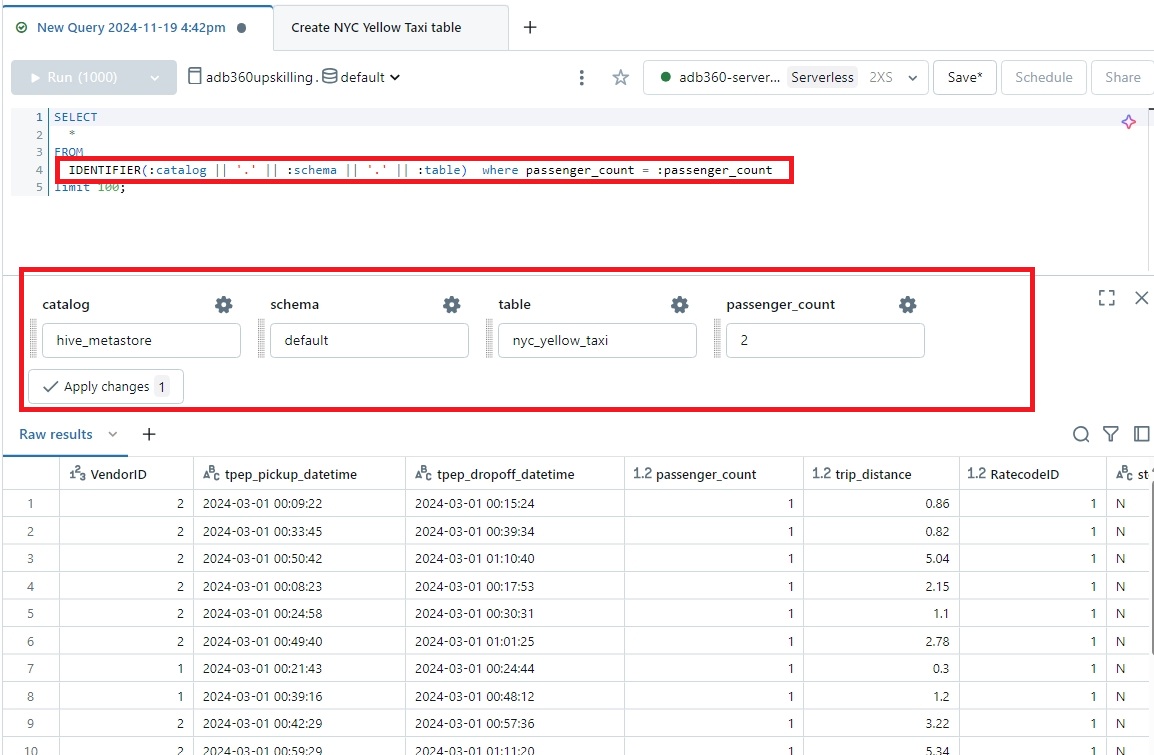 New Query 2024-11-19 4:42pm
Create NYC Yellow Taxi table
+
Run (1000)
adb360upskilling. default
adb360-server... Serverless 2XS
Save*
Schedule
Share
1 SELECT
2 *
3 FROM
4 IDENTIFIER(:catalog || '.' || :schema || '.' || :table)  where passenger_count = :passenger_count
5 limit 100;
catalog schema table passenger_count
hive_metastore default nyc_yellow_taxi 2
Apply changes 1
Raw results +
123 VendorID ABC tpep_pickup_datetime ABC tpep_dropoff_datetime 1.2 passenger_count 1.2 trip_distance 1.2 RatecodeID ABC st
1 2 2024-03-01 00:09:22 2024-03-01 00:15:24 1 0.86 1 N
2 2 2024-03-01 00:33:45 2024-03-01 00:39:34 1 0.82 1 N
3 2 2024-03-01 00:50:42 2024-03-01 01:10:40 1 5.04 1 N
4 2 2024-03-01 00:08:23 2024-03-01 00:17:53 1 2.15 1 N
5 2 2024-03-01 00:24:58 2024-03-01 00:30:31 1 1.1 1 N
6 2 2024-03-01 00:49:40 2024-03-01 01:01:25 1 2.78 1 N
7 1 2024-03-01 00:21:43 2024-03-01 00:24:44 1 0.3 1 N
8 1 2024-03-01 00:39:16 2024-03-01 00:48:12 1 1.2 1 N
9 2 2024-03-01 00:42:29 2024-03-01 00:57:36 1 3.22 1 N
10 2 2024-03-01 00:59:29 2024-03-01 01:11:20 1 5.34 1 N